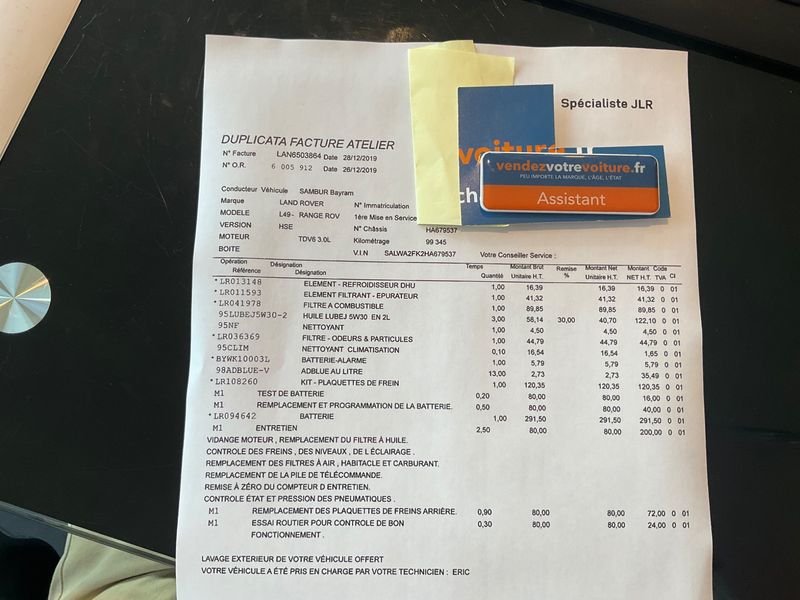 Spécialiste JLR
voiture.fr
vendezvotrevoiture.fr
PEU IMPORTE LA MARQUE, L'ÂGE, L'ÉTAT
ch
Assistant
DUPLICATA FACTURE ATELIER
N° Facture LAN6503864 Date 28/12/2019
N° O.R. 6 005 912 Date 26/12/2019
Conducteur Véhicule SAMBUR Bayram
Marque LAND ROVER N° Immatriculation
MODELE L49- RANGE ROV 1ère Mise en Service
VERSION HSE N° Châssis HA679537
MOTEUR TDV6 3.0L Kilométrage 99 345
BOITE V.I.N SALWA2FK2HA679537 Votre Conseiller Service :
Opération Désignation Temps Montant Brut Remise Montant Net Montant Code
Référence Désignation Quantité Unitaire H.T. % Unitaire H.T. NET H.T. TVA CI
*LR013148 ELEMENT - REFROIDISSEUR DHU 1,00 16,39 16,39 16,39 0 01
*LR011593 ELEMENT FILTRANT - EPURATEUR 1,00 41,32 41,32 41,32 0 01
*LR041978 FILTRE A COMBUSTIBLE 1,00 89,85 89,85 89,85 0 01
95LUBEJ5W30-2 HUILE LUBEJ 5W30 EN 2L 3,00 58,14 30,00 40,70 122,10 0 01
95NF NETTOYANT 1,00 4,50 4,50 4,50 0 01
*LR036369 FILTRE - ODEURS & PARTICULES 1,00 44,79 44,79 44,79 0 01
95CLIM NETTOYANT CLIMATISATION 0,10 16,54 16,54 1,65 0 01
*BYWK10003L BATTERIE-ALARME 1,00 5,79 5,79 5,79 0 01
98ADBLUE-V ADBLUE AU LITRE 13,00 2,73 2,73 35,49 0 01
*LR108260 KIT - PLAQUETTES DE FREIN 1,00 120,35 120,35 120,35 0 01
M1 TEST DE BATTERIE 0,20 80,00 80,00 16,00 0 01
M1 REMPLACEMENT ET PROGRAMMATION DE LA BATTERIE. 0,50 80,00 80,00 40,00 0 01
*LR094642 BATTERIE 1,00 291,50 291,50 291,50 0 01
M1 ENTRETIEN 2,50 80,00 80,00 200,00 0 01
VIDANGE MOTEUR , REMPLACEMENT DU FILTRE À HUILE.
CONTROLE DES FREINS , DES NIVEAUX , DE L'ÉCLAIRAGE .
REMPLACEMENT DES FILTRES À AIR , HABITACLE ET CARBURANT.
REMPLACEMENT DE LA PILE DE TÉLÉCOMMANDE.
REMISE À ZÉRO DU COMPTEUR D ENTRETIEN.
CONTROLE ÉTAT ET PRESSION DES PNEUMATIQUES .
M1 REMPLACEMENT DES PLAQUETTES DE FREINS ARRIÈRE. 0,90 80,00 80,00 72,00 0 01
M1 ESSAI ROUTIER POUR CONTROLE DE BON 0,30 80,00 80,00 24,00 0 01
FONCTIONNEMENT .
LAVAGE EXTERIEUR DE VOTRE VÉHICULE OFFERT
VOTRE VÉHICULE A ÉTÉ PRIS EN CHARGE PAR VOTRE TECHNICIEN : ERIC